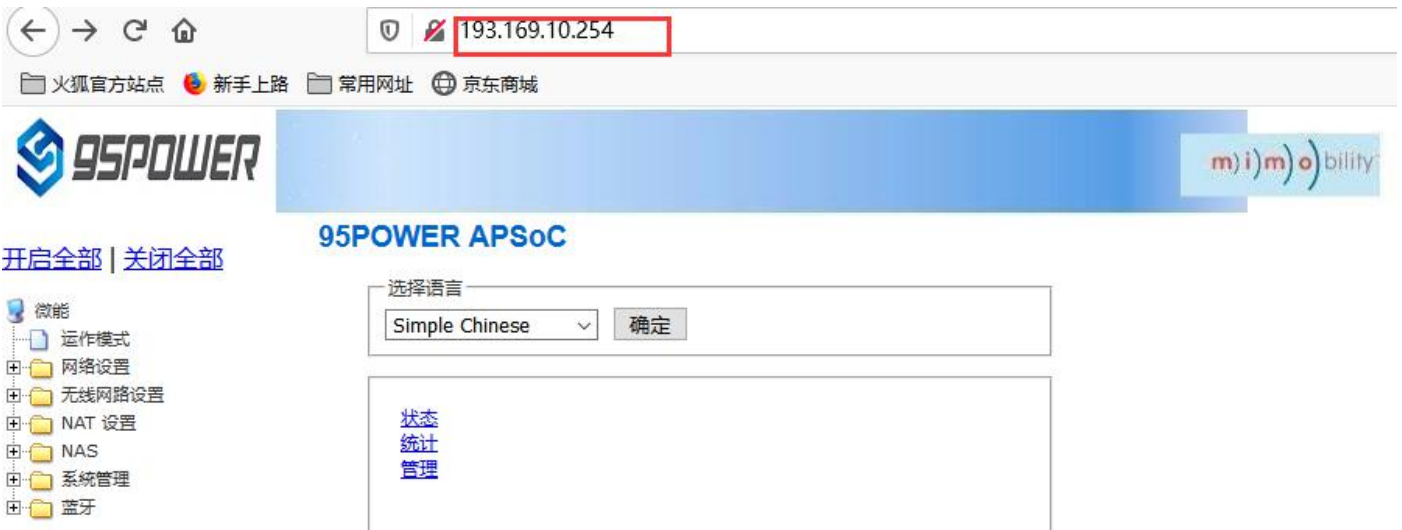 193.169.10.254
火狐官方站点 新手上路 常用网址 京东商城
95POWER
m)i)m)o)bility
95POWER APSoC
开启全部 | 关闭全部
选择语言
Simple Chinese 确定
微能
运作模式
网络设置
无线网路设置
NAT 设置
NAS
系統管理
蓝牙
状态
统计
管理